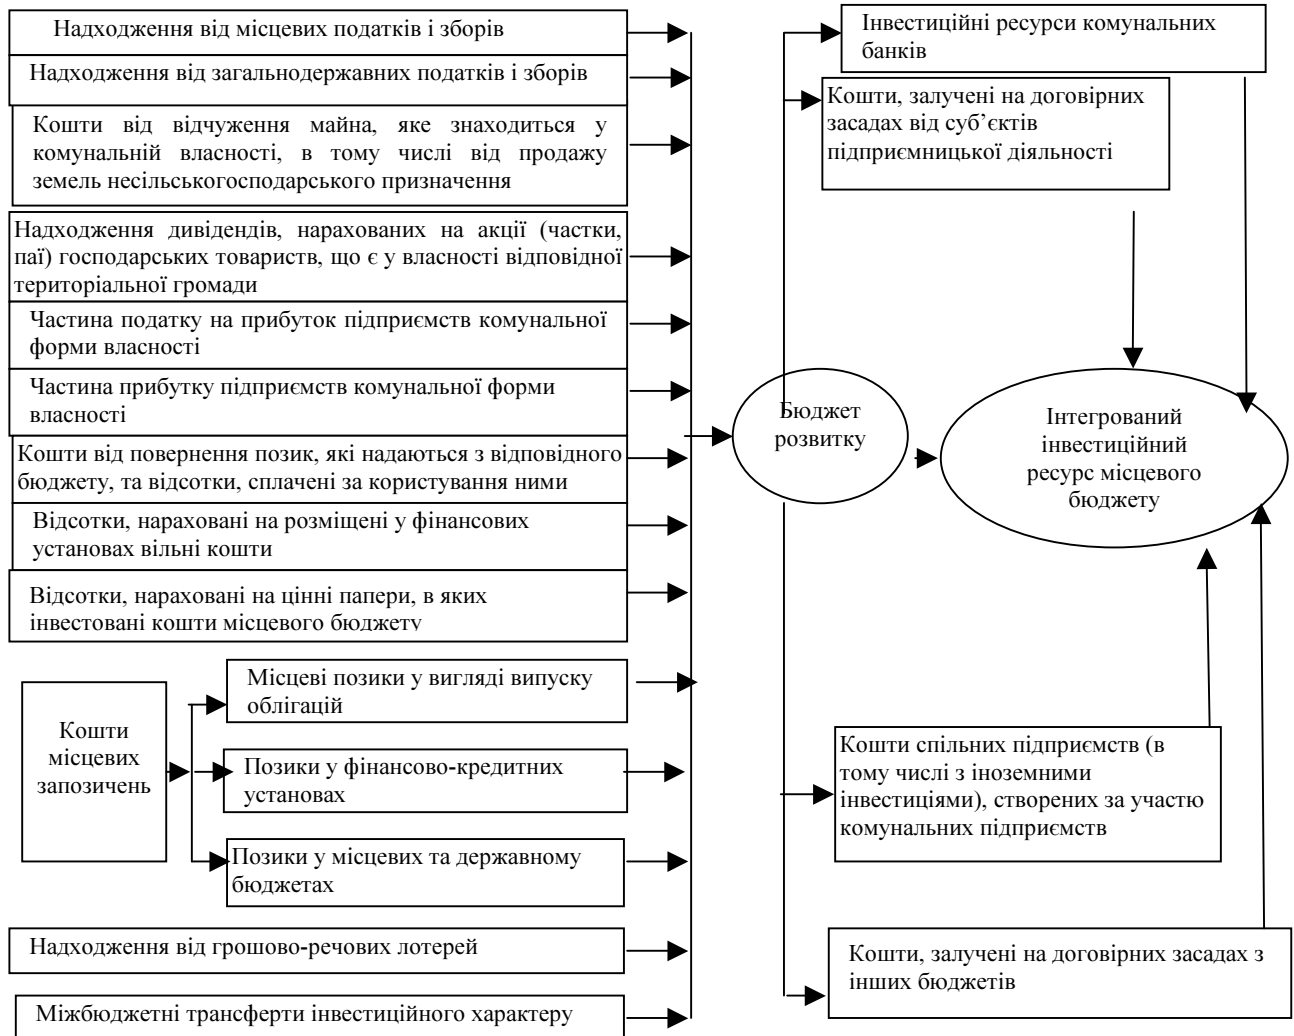 Надходження від місцевих податків і зборів
Надходження від загальнодержавних податків і зборів
Кошти від відчуження майна, яке знаходиться у
комунальній власності, в тому числі від продажу
земель несільськогосподарського призначення
Надходження дивідендів, нарахованих на акції (частки,
паї) господарських товариств, що є у власності відповідної
територіальної громади
Частина податку на прибуток підприємств комунальної
форми власності
Частина прибутку підприємств комунальної форми
власності
Кошти від повернення позик, які надаються з відповідного
бюджету, та відсотки, сплачені за користування ними
Відсотки, нараховані на розміщені у фінансових
установах вільні кошти
Відсотки, нараховані на цінні папери, в яких
інвестовані кошти місцевого бюджету
Кошти
місцевих
запозичень
Місцеві позики у вигляді випуску
облігацій
Позики у фінансово-кредитних
установах
Позики у місцевих та державному
бюджетах
Надходження від грошово-речових лотерей
Міжбюджетні трансферти інвестиційного характеру
Бюджет
розвитку
Інвестиційні ресурси комунальних
банків
Кошти, залучені на договірних
засадах від суб’єктів
підприємницької діяльності
Інтегрований
інвестиційний
ресурс місцевого
бюджету
Кошти спільних підприємств (в
тому числі з іноземними
інвестиціями), створених за участю
комунальних підприємств
Кошти, залучені на договірних засадах з
інших бюджетів